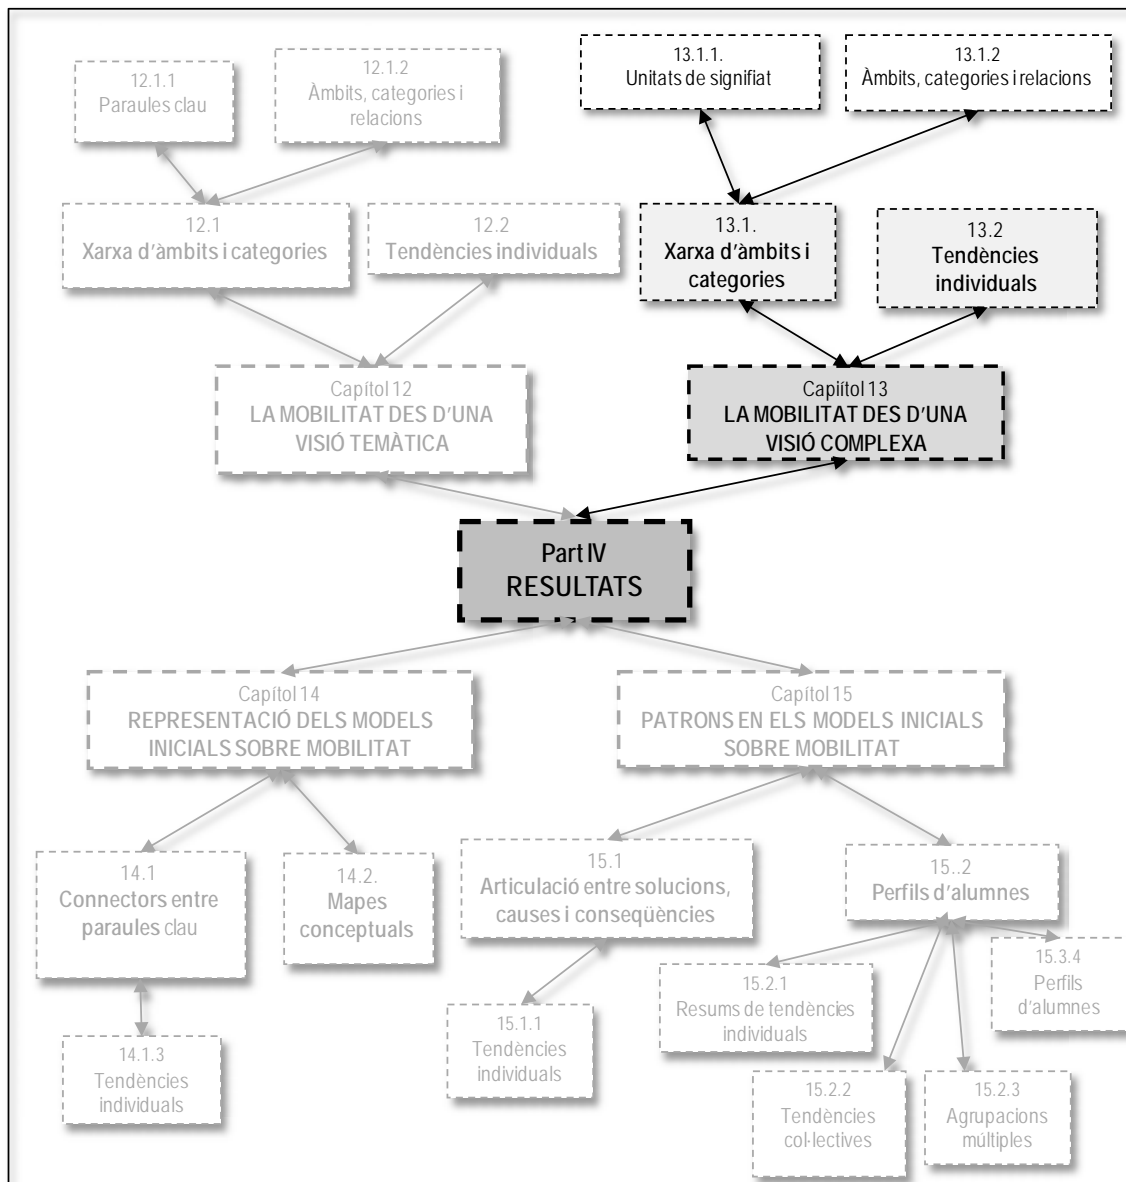 12.1.1
Paraules clau
12.1.2
Àmbits, categories i
relacions
13.1.1.
Unitats de signifiat
13.1.2
Àmbits, categories i relacions
12.1
Xarxa d'àmbits i categories
12.2
Tendències individuals
13.1.
Xarxa d'àmbits i
categories
13.2
Tendències
individuals
Capítol 12
LA MOBILITAT DES D'UNA
VISIÓ TEMÀTICA
Capiítol 13
LA MOBILITAT DES D'UNA
VISIÓ COMPLEXA
Part IV
RESULTATS
Capítol 14
REPRESENTACIÓ DELS MODELS
INICIALS SOBRE MOBILITAT
Capítol 15
PATRONS EN ELS MODELS INICIALS
SOBRE MOBILITAT
14.1
Connectors entre
paraules clau
14.2.
Mapes
conceptuals
15.1
Articulació entre solucions,
causes i conseqüències
15..2
Perfils d'alumnes
14.1.3
Tendències
individuals
15.1.1
Tendències
individuals
15.2.1
Resums de tendències
individuals
15.3.4
Perfils
d'alumnes
15.2.2
Tendències
col·lectives
15.2.3
Agrupacions
múltiples